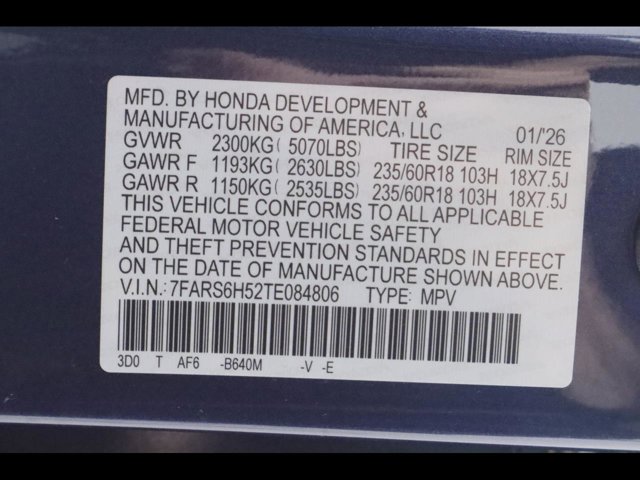 MFD. BY HONDA DEVELOPMENT &
MANUFACTURING OF AMERICA, LLC 01/'26
GVWR 2300KG ( 5070LBS) TIRE SIZE RIM SIZE
GAWR F 1193KG ( 2630LBS) 235/60R18 103H 18X7.5J
GAWR R 1150KG ( 2535LBS) 235/60R18 103H 18X7.5J
THIS VEHICLE CONFORMS TO ALL APPLICABLE
FEDERAL MOTOR VEHICLE SAFETY
AND THEFT PREVENTION STANDARDS IN EFFECT
ON THE DATE OF MANUFACTURE SHOWN ABOVE.
V.I.N.:7FARS6H52TE084806 TYPE: MPV
3D0 T AF6 -B640M -V -E